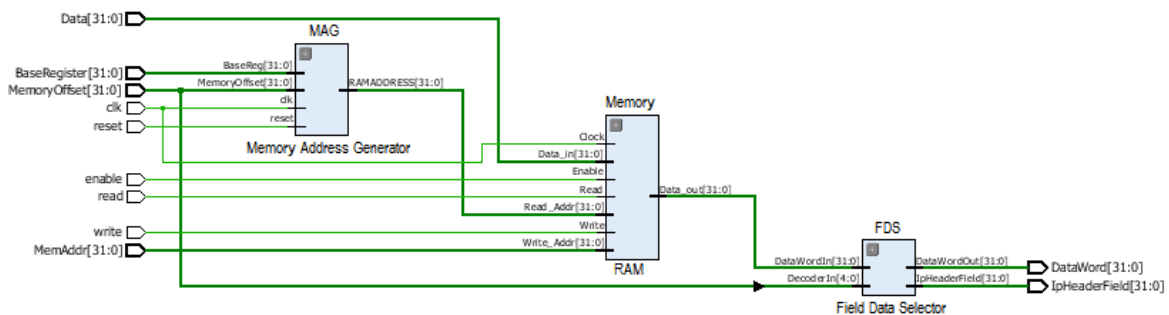 Data[31:0]
MAG
BaseRegister[31:0]
BaseReg[31:0]
MemoryOffset[31:0]
MemoryOffset[31:0]
RAMADDRESS[31:0]
clk
clk
reset
reset
Memory Address Generator
Memory
Clock
Data_in[31:0]
enable
Enable
read
Read
Data_out[31:0]
Read_Addr[31:0]
write
Write
MemAddr[31:0]
Write_Addr[31:0]
RAM
FDS
DataWordIn[31:0]
DataWordOut[31:0]
DataWord[31:0]
DecoderIn[4:0]
IpHeaderField[31:0]
IpHeaderField[31:0]
Field Data Selector